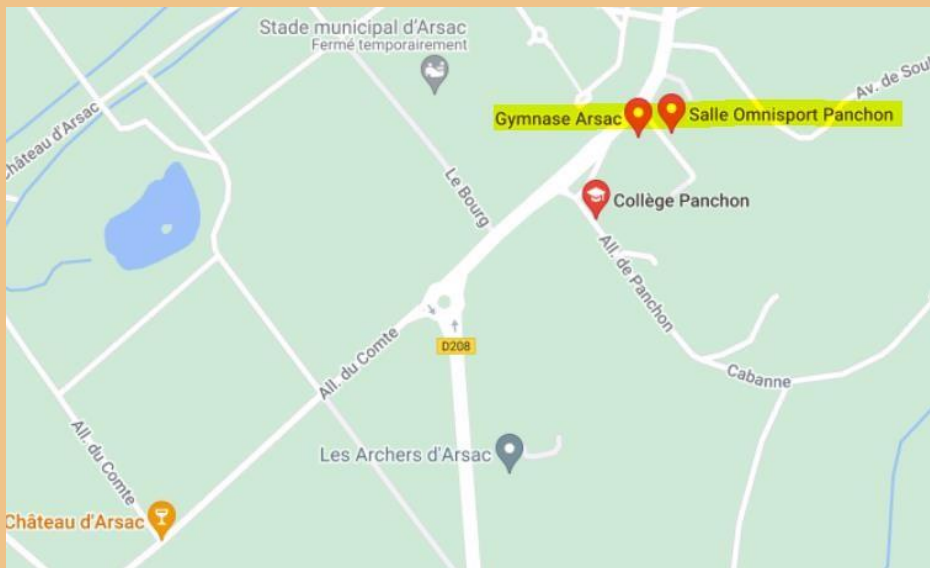 Stade municipal d'Arsac
Fermé temporairement
Château d'Arsac
Gymnase Arsac
Salle Omnisport Panchon
Av. de Soul
Le Bourg
Collège Panchon
All. de Panchon
D208
All. du Comte
Cabanne
All. du Comte
Les Archers d'Arsac
Château d'Arsac